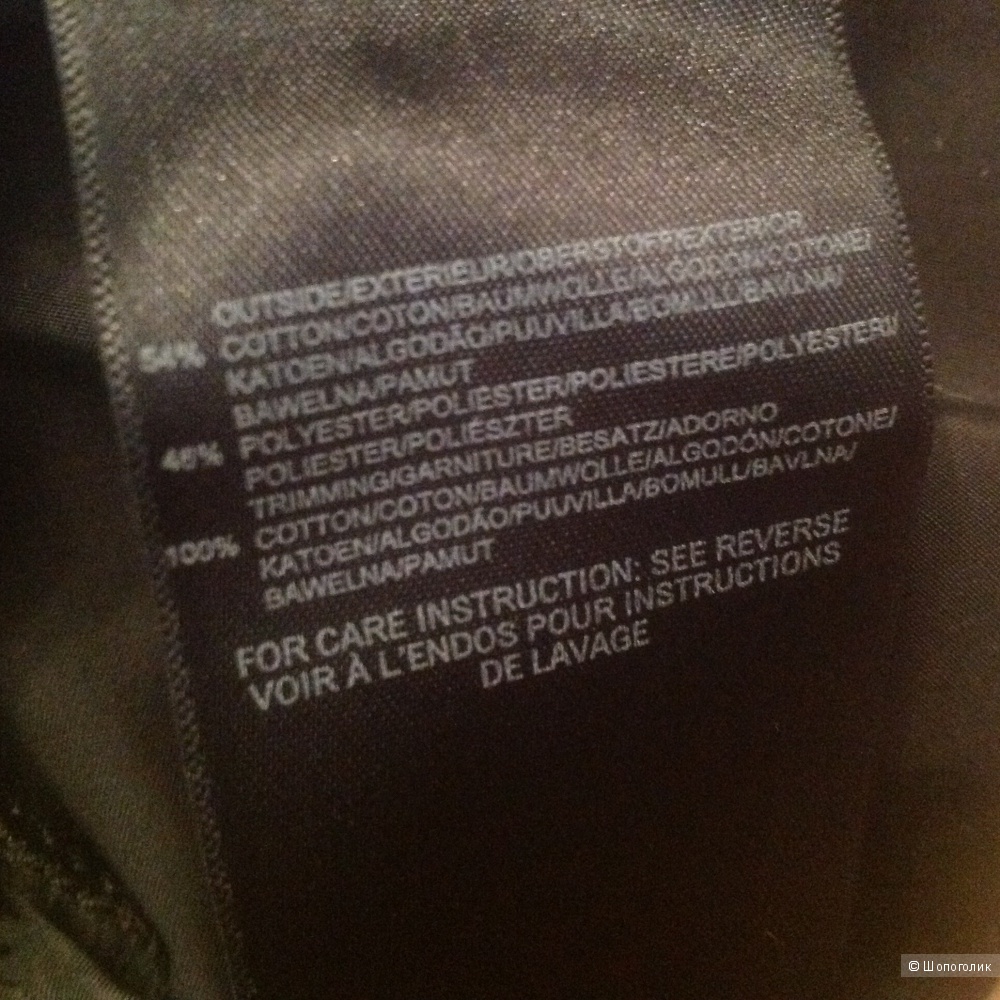 OUTSIDE/EXTERIEUR/OBERSTOFF/EXTERIOR
54% COTTON/COTON/BAUMWOLLE/ALGODÓN/COTONE/
KATOEN/ALGODÃO/PUUVILLA/BOMULL/BAVLNA/
BAWELNA/PAMUT
46% POLYESTER/POLIESTER/POLIESTERE/POLYESTERI/
POLIESTER/POLIÉSZTER
TRIMMING/GARNITURE/BESATZ/ADORNO
100% COTTON/COTON/BAUMWOLLE/ALGODÓN/COTONE/
KATOEN/ALGODÃO/PUUVILLA/BOMULL/BAVLNA/
BAWELNA/PAMUT
FOR CARE INSTRUCTION: SEE REVERSE
VOIR À L'ENDOS POUR INSTRUCTIONS
DE LAVAGE
© Шопоголик